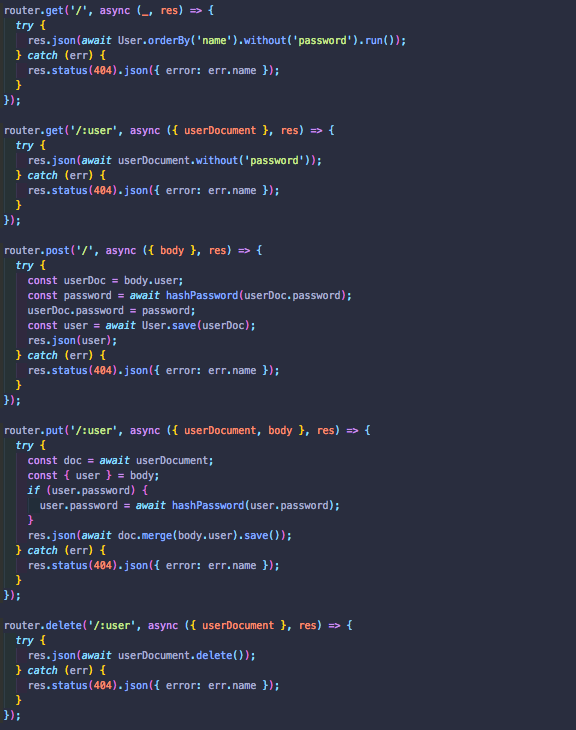 router.get('/', async (_, res) => {
  try {
    res.json(await User.orderBy('name').without('password').run());
  } catch (err) {
    res.status(404).json({ error: err.name });
  }
});

router.get('/:user', async ({ userDocument }, res) => {
  try {
    res.json(await userDocument.without('password'));
  } catch (err) {
    res.status(404).json({ error: err.name });
  }
});

router.post('/', async ({ body }, res) => {
  try {
    const userDoc = body.user;
    const password = await hashPassword(userDoc.password);
    userDoc.password = password;
    const user = await User.save(userDoc);
    res.json(user);
  } catch (err) {
    res.status(404).json({ error: err.name });
  }
});

router.put('/:user', async ({ userDocument, body }, res) => {
  try {
    const doc = await userDocument;
    const { user } = body;
    if (user.password) {
      user.password = await hashPassword(user.password);
    }
    res.json(await doc.merge(body.user).save());
  } catch (err) {
    res.status(404).json({ error: err.name });
  }
});

router.delete('/:user', async ({ userDocument }, res) => {
  try {
    res.json(await userDocument.delete());
  } catch (err) {
    res.status(404).json({ error: err.name });
  }
});